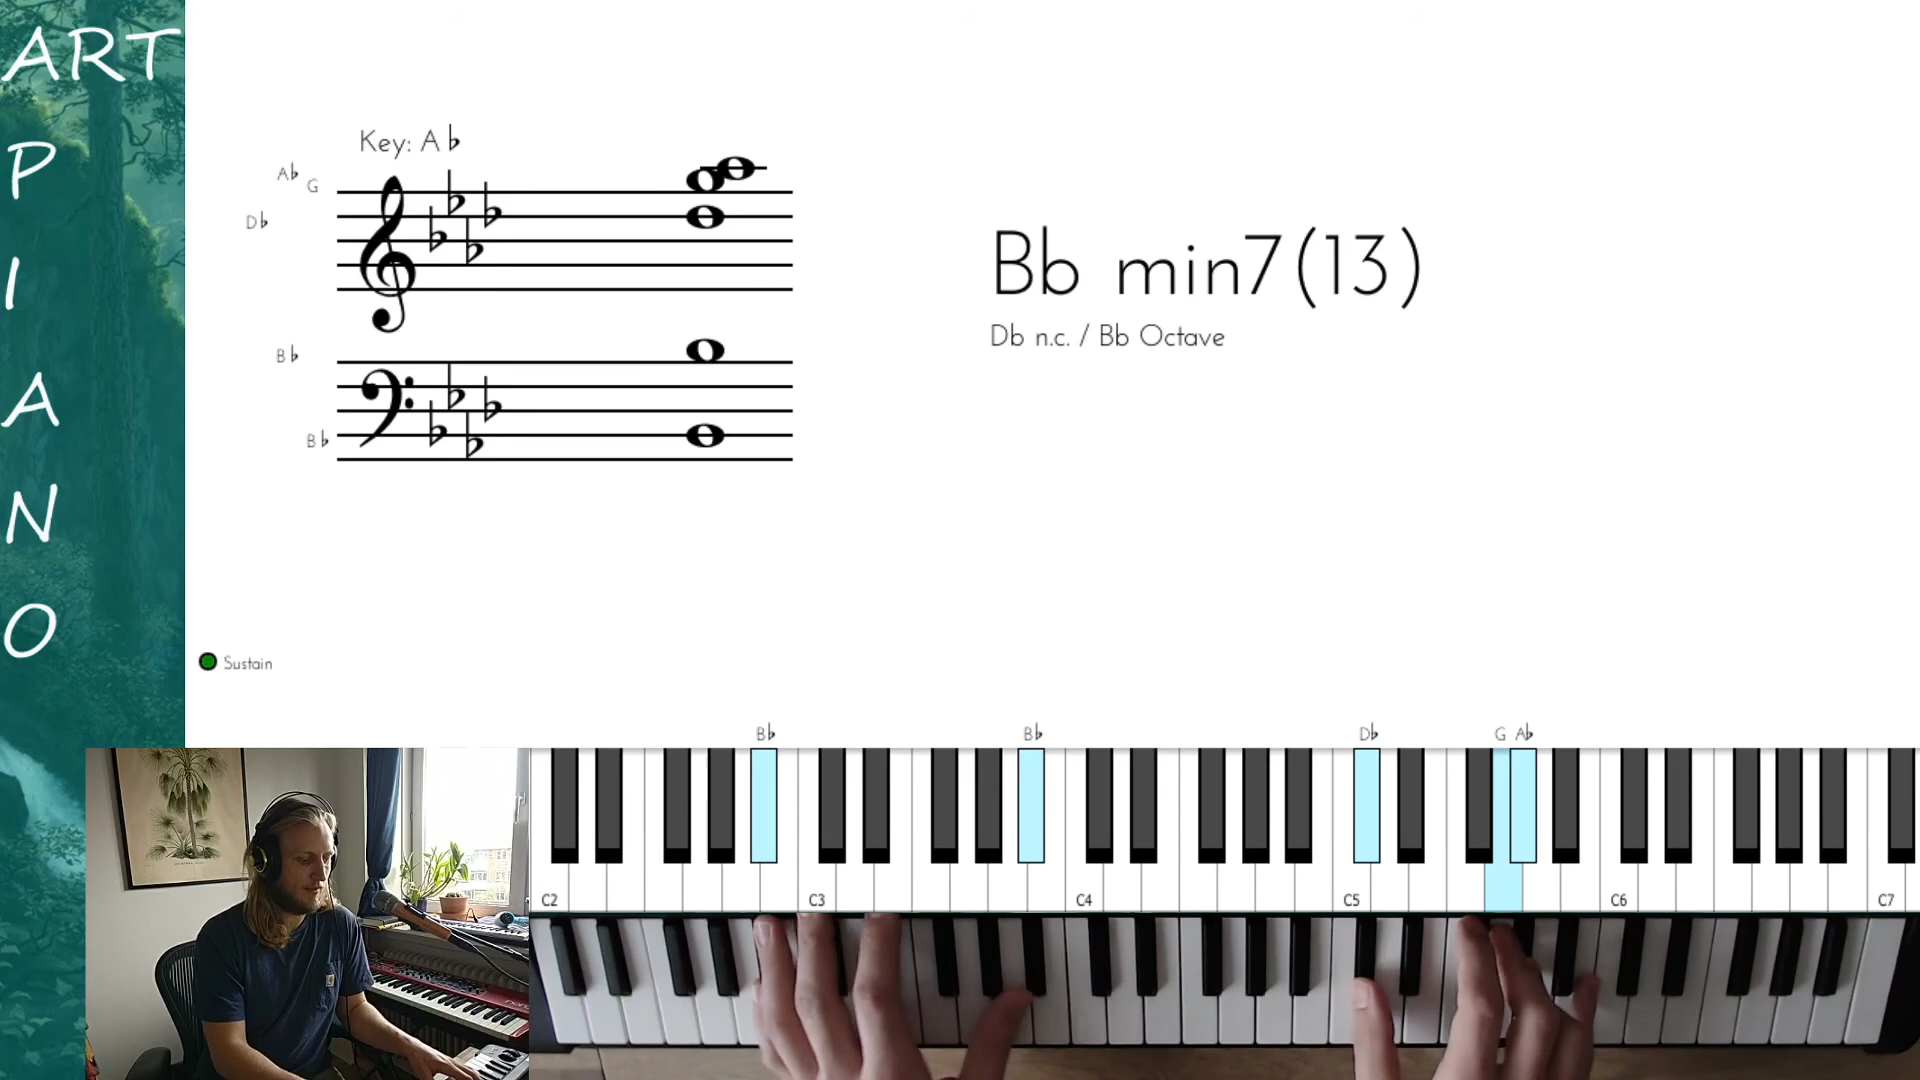 ART
P
I
A
N
O
Key: A♭
A♭
G
D♭
B♭
B♭
Bb min7(13)
Db n.c. / Bb Octave
Sustain
B♭ B♭ D♭ G A♭
C2 C3 C4 C5 C6 C7